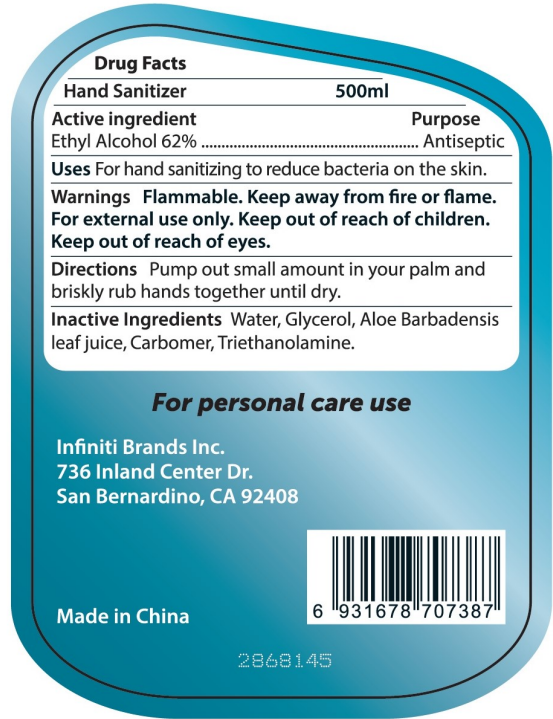 Drug Facts
Hand Sanitizer 500ml
Active ingredient Purpose
Ethyl Alcohol 62% .................................................................. Antiseptic
Uses For hand sanitizing to reduce bacteria on the skin.
Warnings Flammable. Keep away from fire or flame.
For external use only. Keep out of reach of children.
Keep out of reach of eyes.
Directions Pump out small amount in your palm and
briskly rub hands together until dry.
Inactive Ingredients Water, Glycerol, Aloe Barbadensis
leaf juice, Carbomer, Triethanolamine.
For personal care use
Infiniti Brands Inc.
736 Inland Center Dr.
San Bernardino, CA 92408
6 931678 707387
Made in China
2868145